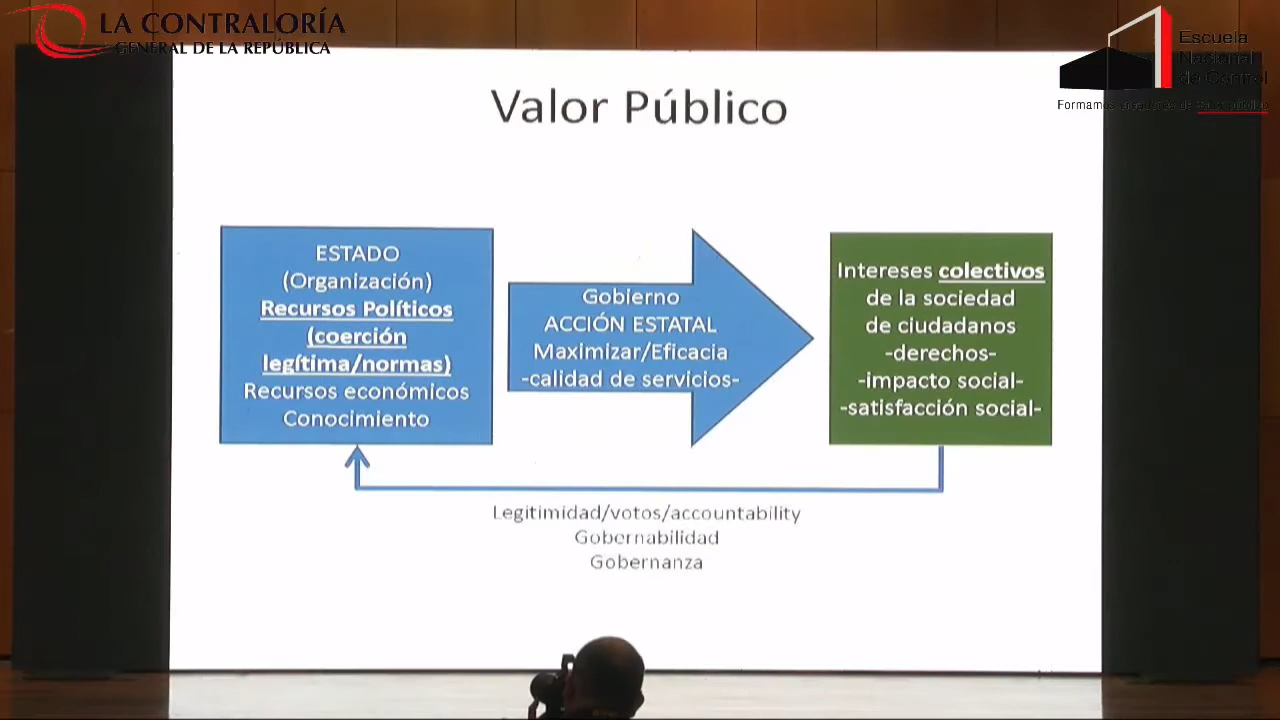 LA CONTRALORÍA
GENERAL DE LA REPÚBLICA
Escuela
Nacional
de Control
Formamos
Valor Público
ESTADO
(Organización)
Recursos Políticos
(coerción
legítima/normas)
Recursos económicos
Conocimiento
Gobierno
ACCIÓN ESTATAL
Maximizar/Eficacia
-calidad de servicios-
Intereses colectivos
de la sociedad
de ciudadanos
-derechos-
-impacto social-
-satisfacción social-
Legitimidad/votos/accountability
Gobernabilidad
Gobernanza